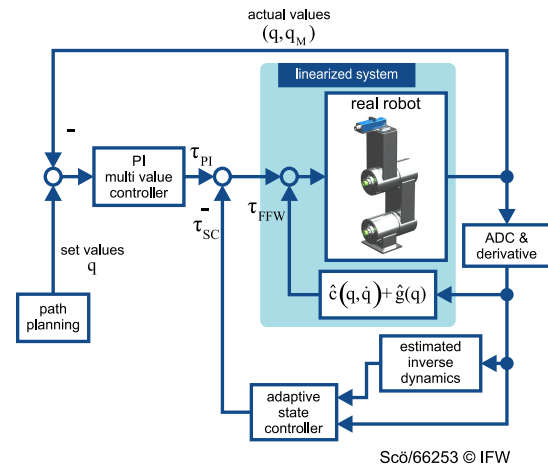 actual values
(q, q_M)
linearized system
real robot
-
PI
multi value
controller
τ_PI
-
τ_SC
τ_FFW
ADC &
derivative
set values
q
ĉ(q, q̇) + ĝ(q)
path
planning
estimated
inverse
dynamics
adaptive
state
controller
Scö/66253 © IFW